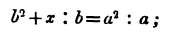 b² + x : b = a² : a;